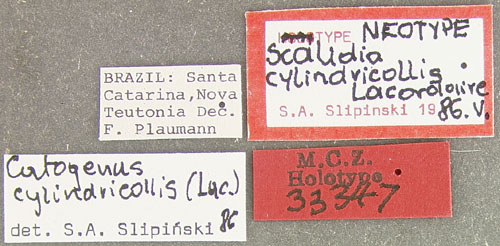 NEOTYPE
Scalidia
cylindricollis
Lacordaire
S.A. Slipinski 1986.V.
BRAZIL: Santa
Catarina, Nova
Teutonia Dec.
F. Plaumann
Catogenus
cylindricollis (Lac.)
det. S.A. Slipiński 86
M.C.Z.
Holotype
33347